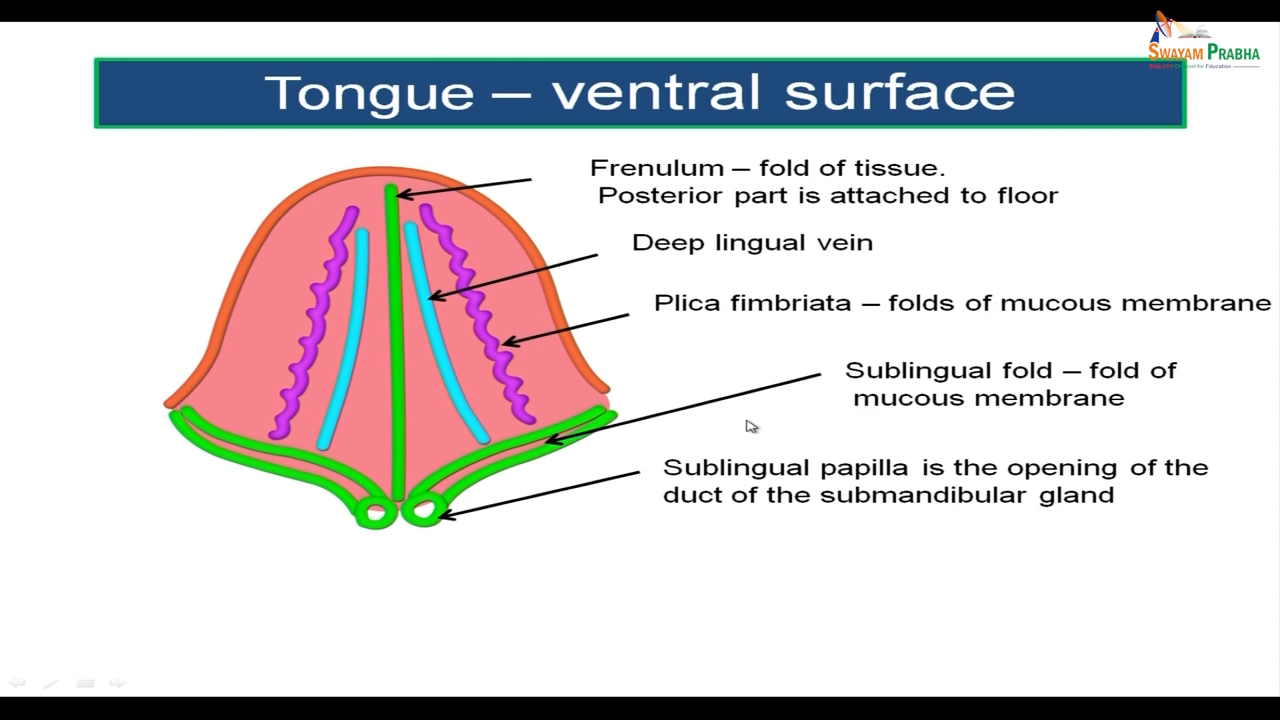 SWAYAM PRABHA
Tongue – ventral surface
Frenulum – fold of tissue.
Posterior part is attached to floor
Deep lingual vein
Plica fimbriata – folds of mucous membrane
Sublingual fold – fold of
mucous membrane
Sublingual papilla is the opening of the
duct of the submandibular gland